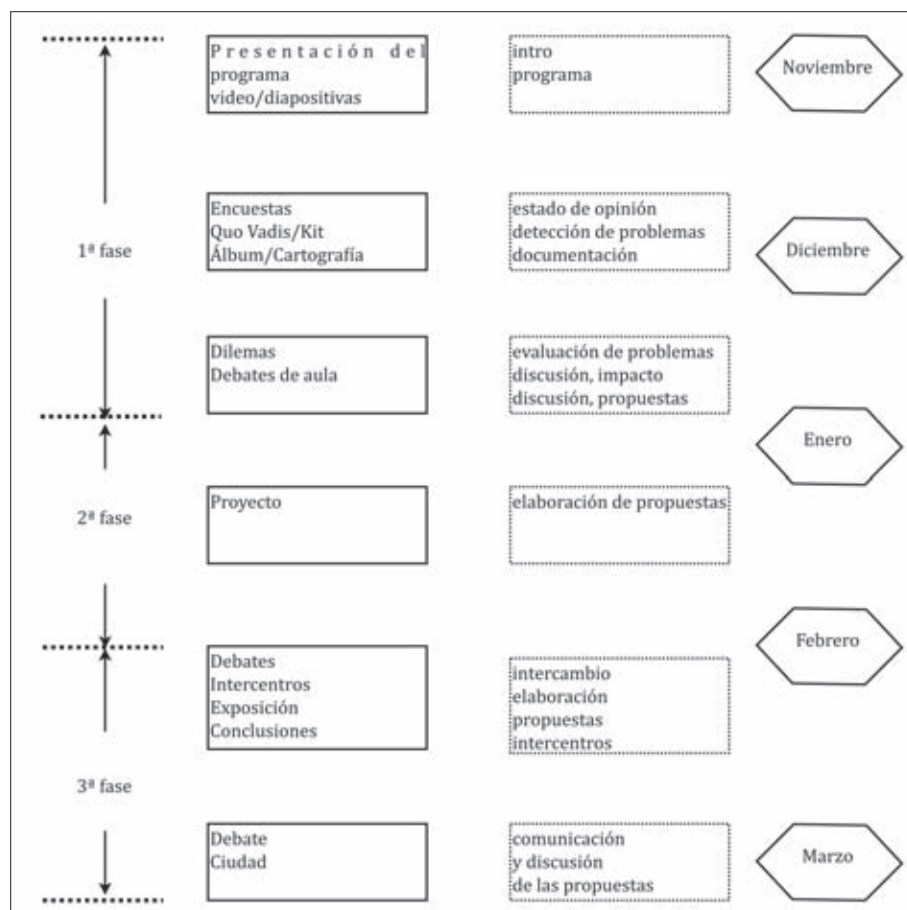 Presentación del
programa
video/diapositivas
intro
programa
Noviembre
1ª fase
Encuestas
Quo Vadis/Kit
Álbum/Cartografía
estado de opinión
detección de problemas
documentación
Diciembre
Dilemas
Debates de aula
evaluación de problemas
discusión, impacto
discusión, propuestas
Enero
2ª fase
Proyecto
elaboración de propuestas
Febrero
Debates
Intercentros
Exposición
Conclusiones
intercambio
elaboración
propuestas
intercentros
3ª fase
Debate
Ciudad
comunicación
y discusión
de las propuestas
Marzo